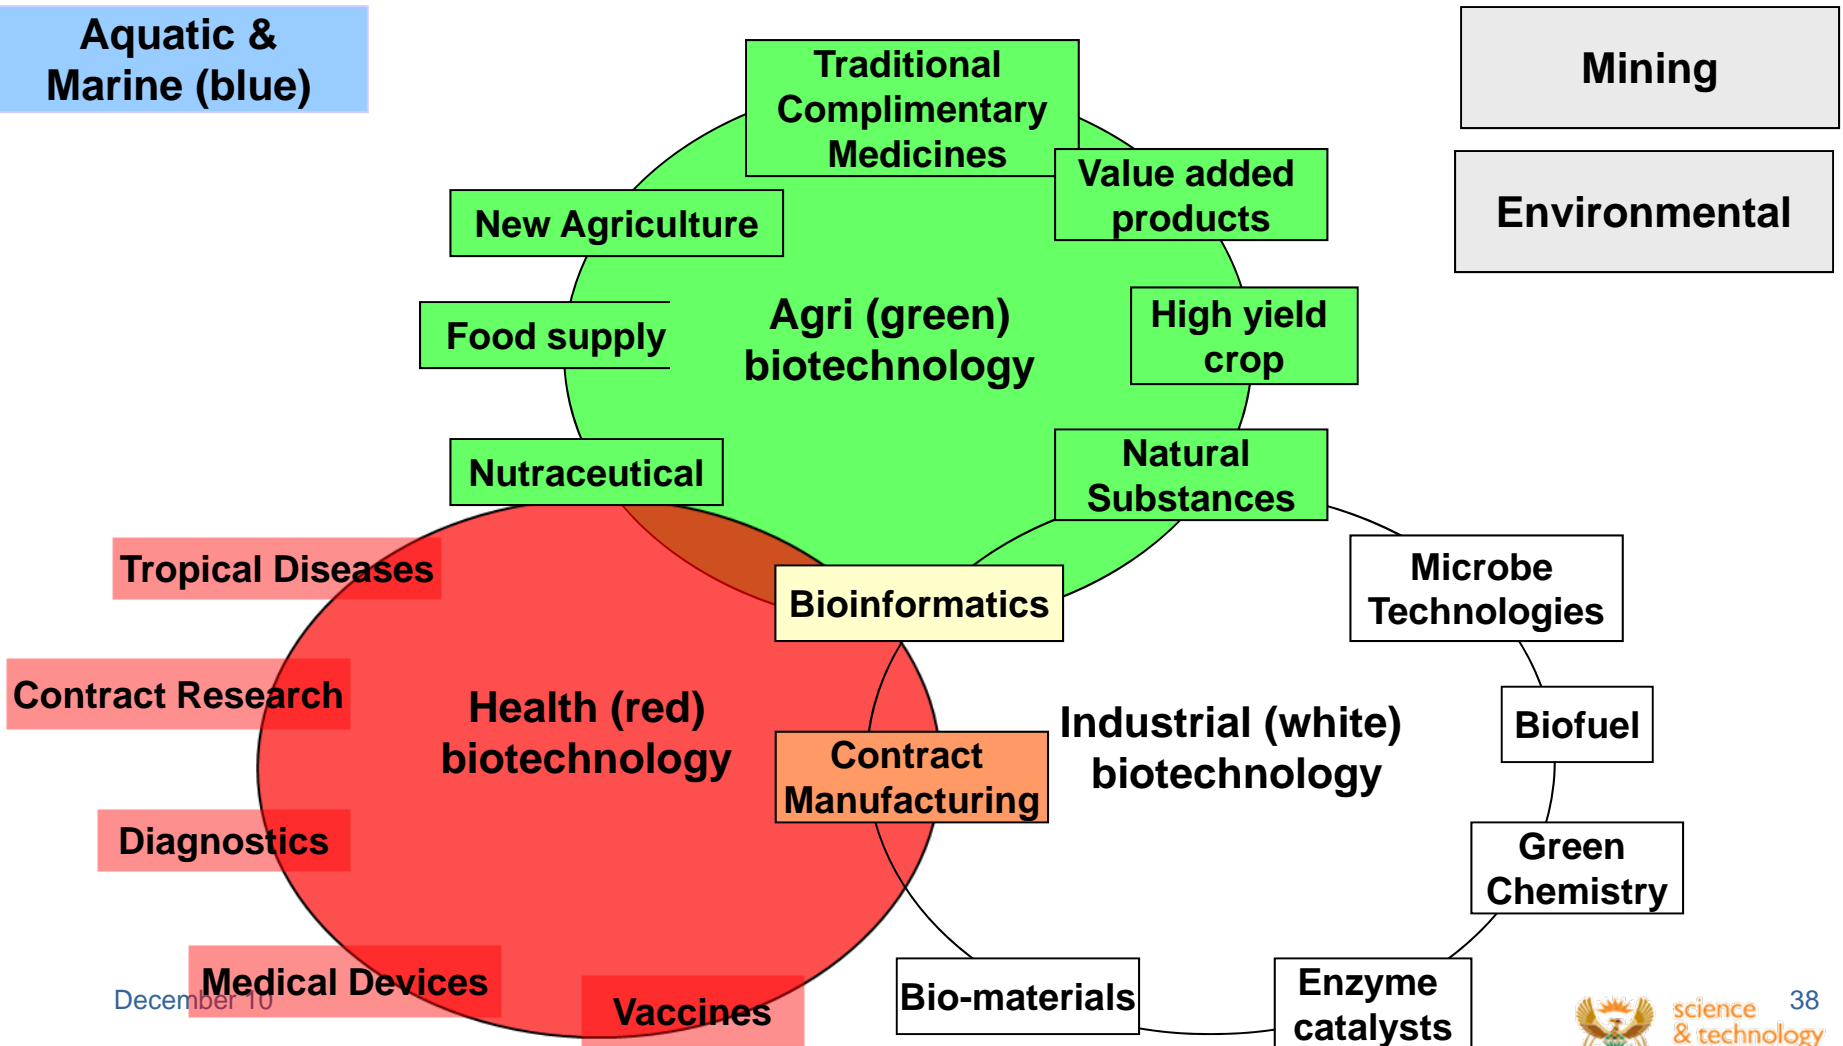 Aquatic &
Marine (blue)
Traditional
Complimentary
Medicines
Mining
Value added
products
Environmental
New Agriculture
Food supply
Agri (green)
biotechnology
High yield
crop
Nutraceutical
Natural
Substances
Tropical Diseases
Bioinformatics
Microbe
Technologies
Contract Research
Health (red)
biotechnology
Industrial (white)
biotechnology
Biofuel
Contract
Manufacturing
Diagnostics
Green
Chemistry
Medical Devices
Vaccines
Bio-materials
Enzyme
catalysts
December 10
science
& technology
38